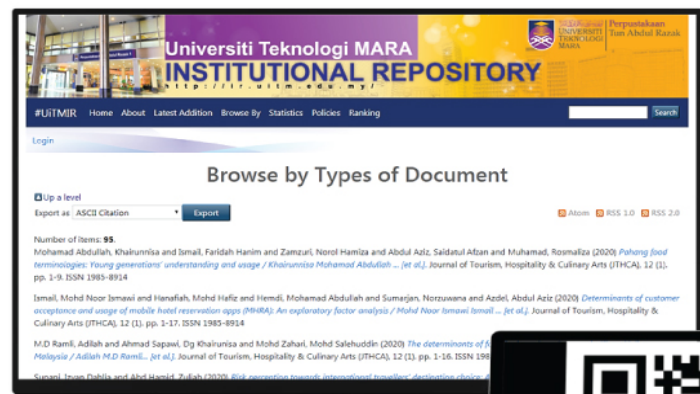 Universiti Teknologi MARA
INSTITUTIONAL REPOSITORY
http://ir.uitm.edu.my/
UNIVERSITI
TEKNOLOGI
MARA
Perpustakaan
Tun Abdul Razak
#UiTMIR Home About Latest Addition Browse By Statistics Policies Ranking Search
Login
Browse by Types of Document
Up a level
Export as ASCII Citation Export
Atom RSS 1.0 RSS 2.0
Number of items: 95.
Mohamad Abdullah, Khairunnisa and Ismail, Faridah Hanim and Zamzuri, Norol Hamiza and Abdul Aziz, Saidatul Afzan and Muhamad, Rosmaliza (2020) Pahang food
terminologies: Young generations' understanding and usage / Khairunnisa Mohamad Abdullah ... [et al.]. Journal of Tourism, Hospitality & Culinary Arts (JTHCA), 12 (1).
pp. 1-9. ISSN 1985-8914
Ismail, Mohd Noor Ismawi and Hanafiah, Mohd Hafiz and Hemdi, Mohamad Abdullah and Sumarjan, Norzuwana and Azdel, Abdul Aziz (2020) Determinants of customer
acceptance and usage of mobile hotel reservation apps (MHRA): An exploratory factor analysis / Mohd Noor Ismawi Ismail ... [et al.]. Journal of Tourism, Hospitality &
Culinary Arts (JTHCA), 12 (1). pp. 1-17. ISSN 1985-8914
M.D Ramli, Adilah and Ahmad Sapawi, Dg Khairunisa and Mohd Zahari, Mohd Salehuddin (2020) The determinants of
Malaysia / Adilah M.D Ramli... [et al.]. Journal of Tourism, Hospitality & Culinary Arts (JTHCA), 12 (1). pp. 1-16. ISSN 198
Sunani, Izyan Dahlia and Abd Hamid, Zuliah (2020) Risk perception towards international travellers' destination choice: